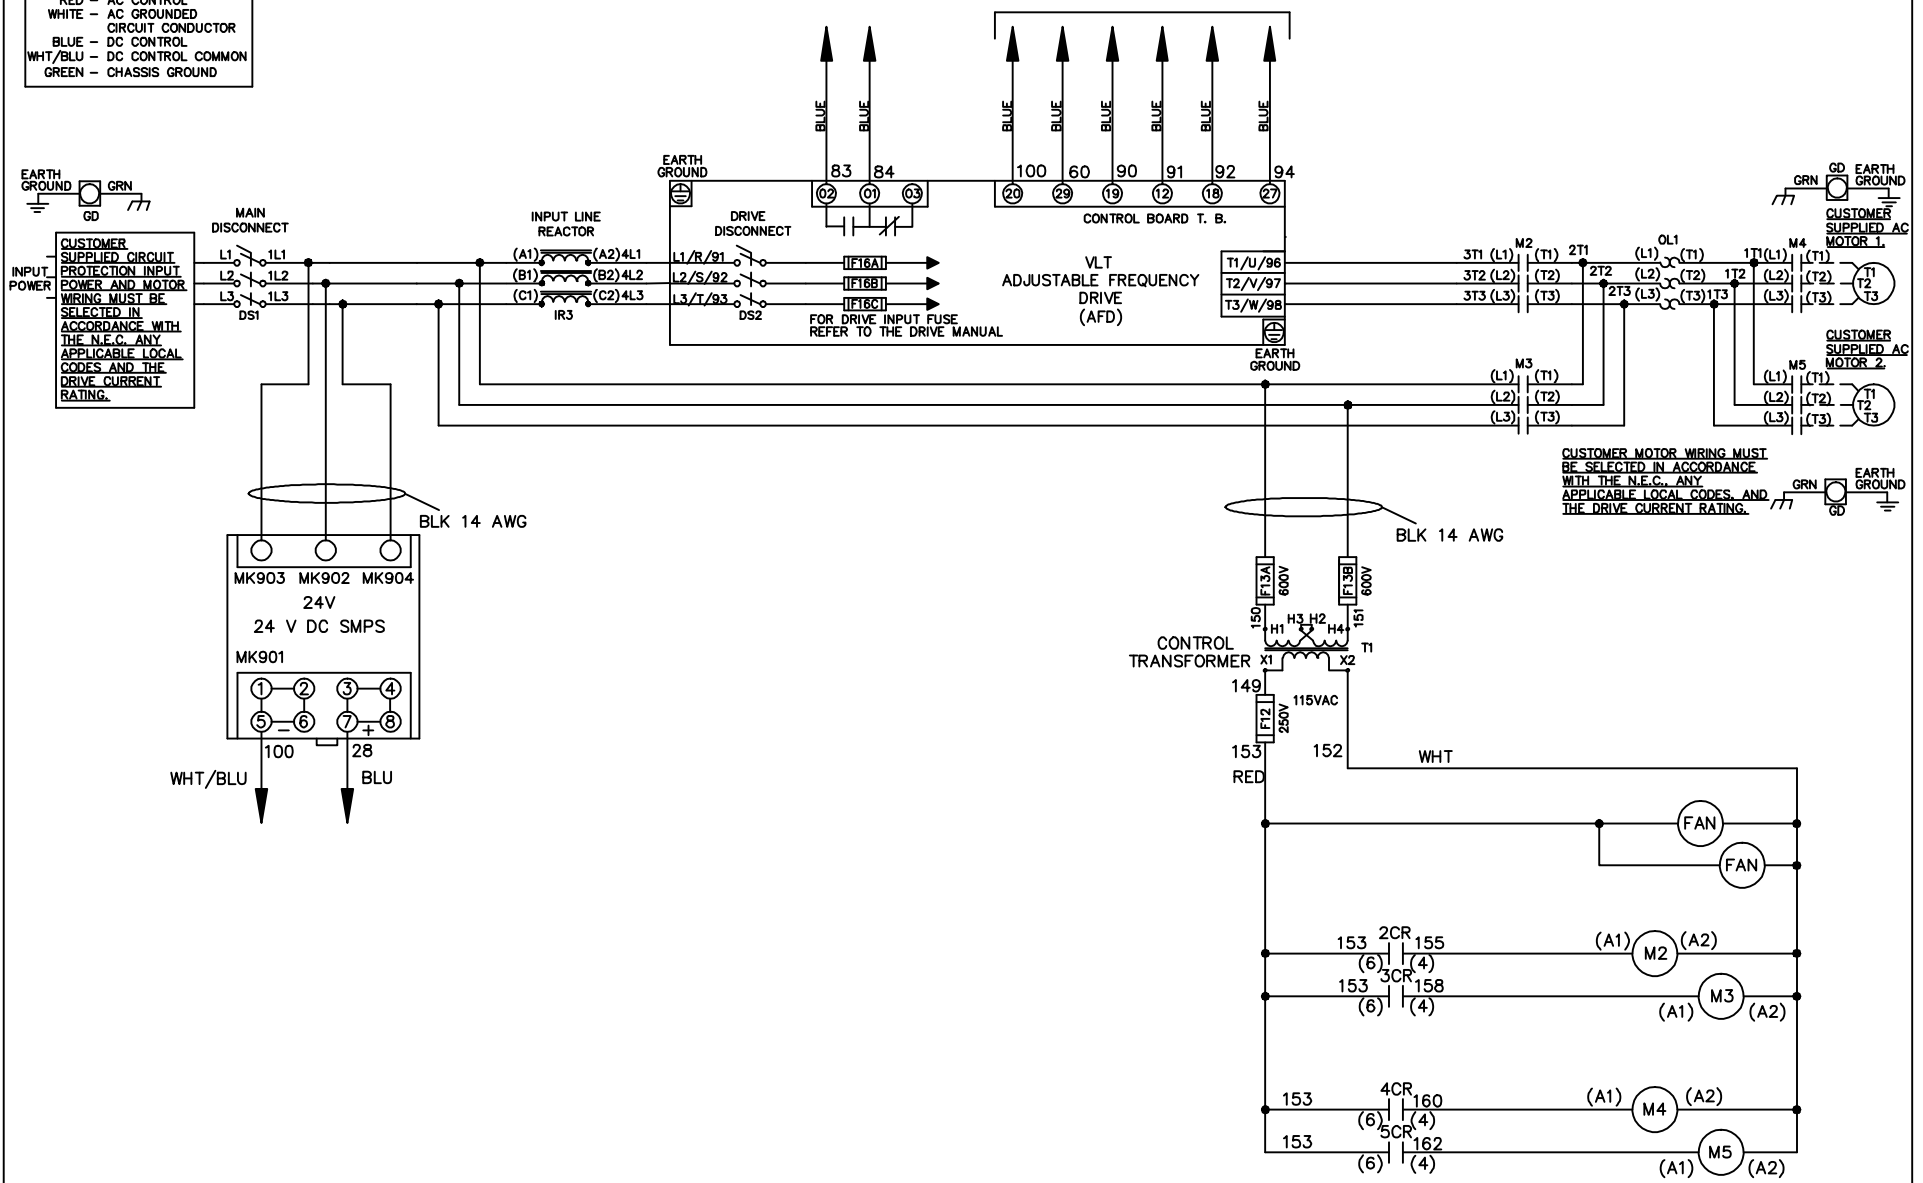 RED – AC CONTROL
WHITE – AC GROUNDED
CIRCUIT CONDUCTOR
BLUE – DC CONTROL
WHT/BLU – DC CONTROL COMMON
GREEN – CHASSIS GROUND
BLUE
BLUE
BLUE
BLUE
BLUE
BLUE
BLUE
BLUE
83 84
100 60 90 91 92 94
02 01 03
20 29 19 12 18 27
CONTROL BOARD T. B.
EARTH
GROUND
GRN
GD
EARTH
GROUND
GD
GRN
EARTH
GROUND
MAIN
DISCONNECT
INPUT LINE
REACTOR
DRIVE
DISCONNECT
INPUT
POWER
CUSTOMER
SUPPLIED CIRCUIT
PROTECTION INPUT
POWER AND MOTOR
WIRING MUST BE
SELECTED IN
ACCORDANCE WITH
THE N.E.C. ANY
APPLICABLE LOCAL
CODES AND THE
DRIVE CURRENT
RATING.
L1 1L1
L2 1L2
L3 1L3
DS1
(A1) (A2) 4L1
(B1) (B2) 4L2
(C1) (C2) 4L3
IR3
L1/R/91
L2/S/92
L3/T/93
DS2
F16A
F16B
F16C
FOR DRIVE INPUT FUSE
REFER TO THE DRIVE MANUAL
VLT
ADJUSTABLE FREQUENCY
DRIVE
(AFD)
T1/U/96
T2/V/97
T3/W/98
EARTH
GROUND
M2
3T1 (L1) (T1) 2T1
3T2 (L2) (T2) 2T2
3T3 (L3) (T3) 2T3
OL1
(L1) (T1) 1T1
(L2) (T2) 1T2
(L3) (T3) 1T3
M4
(L1) (T1)
(L2) (T2)
(L3) (T3)
T1
T2
T3
CUSTOMER
SUPPLIED AC
MOTOR 1.
M3
(L1) (T1)
(L2) (T2)
(L3) (T3)
CUSTOMER
SUPPLIED AC
MOTOR 2.
M5
(L1) (T1)
(L2) (T2)
(L3) (T3)
T1
T2
T3
CUSTOMER MOTOR WIRING MUST
BE SELECTED IN ACCORDANCE
WITH THE N.E.C., ANY
APPLICABLE LOCAL CODES, AND
THE DRIVE CURRENT RATING.
GRN
GD
EARTH
GROUND
BLK 14 AWG
MK903 MK902 MK904
24V
24 V DC SMPS
MK901
1 2 3 4
5 6 7 8
– +
100 28
WHT/BLU BLU
BLK 14 AWG
F13A
600V
F13B
600V
150 151
H1 H3 H2 H4
T1
CONTROL
TRANSFORMER
X1 X2
149
115VAC
F12
250V
153 152
RED
WHT
FAN
FAN
2CR
153 155
(6) (4)
(A1) M2 (A2)
3CR
153 158
(6) (4)
(A1) M3 (A2)
4CR
153 160
(6) (4)
(A1) M4 (A2)
5CR
153 162
(6) (4)
(A1) M5 (A2)